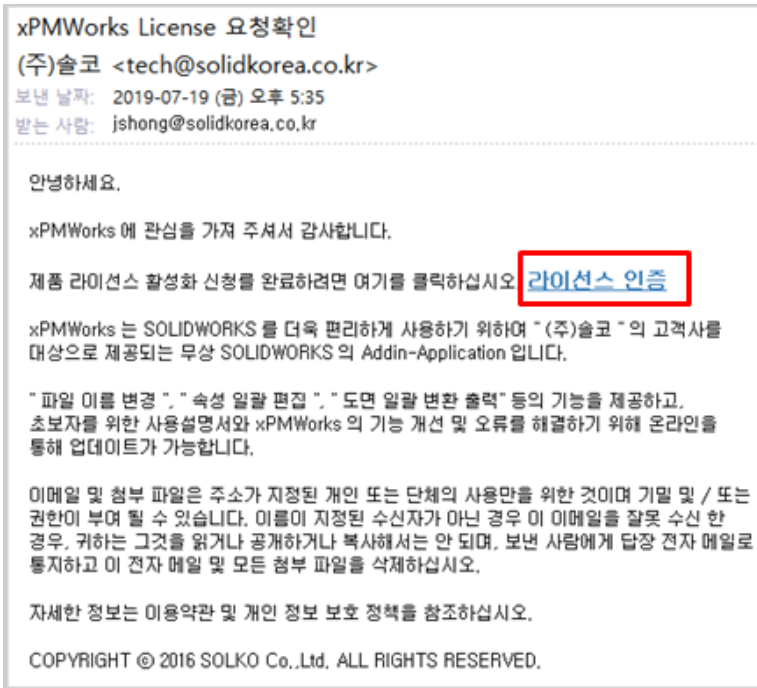 xPMWorks License 요청확인
(주)솔코 <tech@solidkorea.co.kr>
보낸 날짜: 2019-07-19 (금) 오후 5:35
받는 사람: jshong@solidkorea.co.kr
안녕하세요.
xPMWorks 에 관심을 가져 주셔서 감사합니다.
제품 라이선스 활성화 신청를 완료하려면 여기를 클릭하십시오. 라이선스 인증
xPMWorks 는 SOLIDWORKS 를 더욱 편리하게 사용하기 위하여 " (주)솔코 " 의 고객사를
대상으로 제공되는 무상 SOLIDWORKS 의 Addin-Application 입니다.
" 파일 이름 변경 ", " 속성 일괄 편집 ", " 도면 일괄 변환 출력" 등의 기능을 제공하고,
초보자를 위한 사용설명서와 xPMWorks 의 기능 개선 및 오류를 해결하기 위해 온라인을
통해 업데이트가 가능합니다.
이메일 및 첨부 파일은 주소가 지정된 개인 또는 단체의 사용만을 위한 것이며 기밀 및 / 또는
권한이 부여 될 수 있습니다. 이름이 지정된 수신자가 아닌 경우 이 이메일을 잘못 수신 한
경우, 귀하는 그것을 읽거나 공개하거나 복사해서는 안 되며, 보낸 사람에게 답장 전자 메일로
통지하고 이 전자 메일 및 모든 첨부 파일을 삭제하십시오.
자세한 정보는 이용약관 및 개인 정보 보호 정책을 참조하십시오.
COPYRIGHT ⓒ 2016 SOLKO Co.,Ltd. ALL RIGHTS RESERVED.